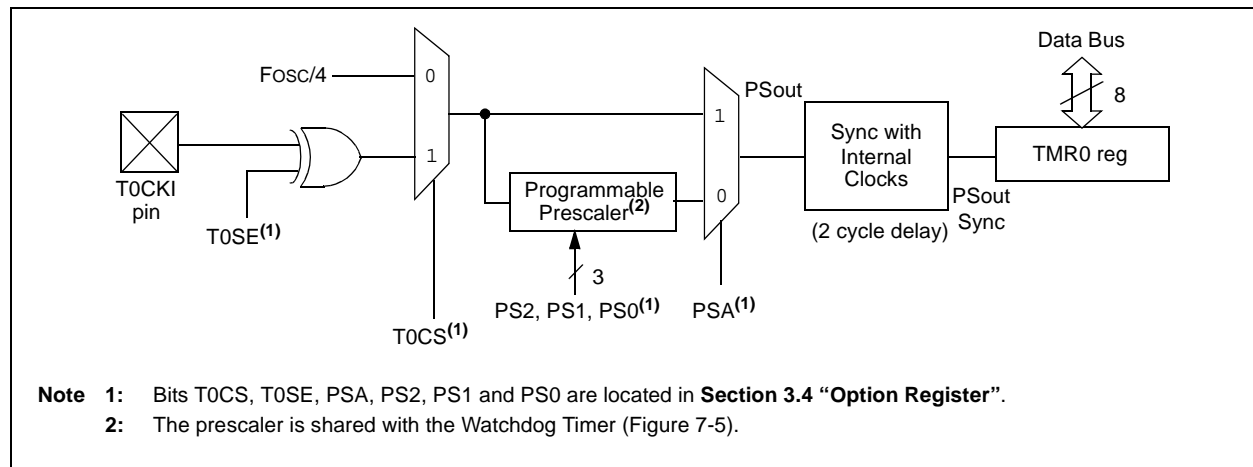 Data Bus
8
FOSC/4
0
PSout
1
Sync with
Internal
Clocks
TMR0 reg
T0CKI
pin
1
Programmable
Prescaler(2)
0
PSout
Sync
T0SE(1)
(2 cycle delay)
3
PS2, PS1, PS0(1)
PSA(1)
T0CS(1)
Note 1: Bits T0CS, T0SE, PSA, PS2, PS1 and PS0 are located in Section 3.4 “Option Register”.
2: The prescaler is shared with the Watchdog Timer (Figure 7-5).